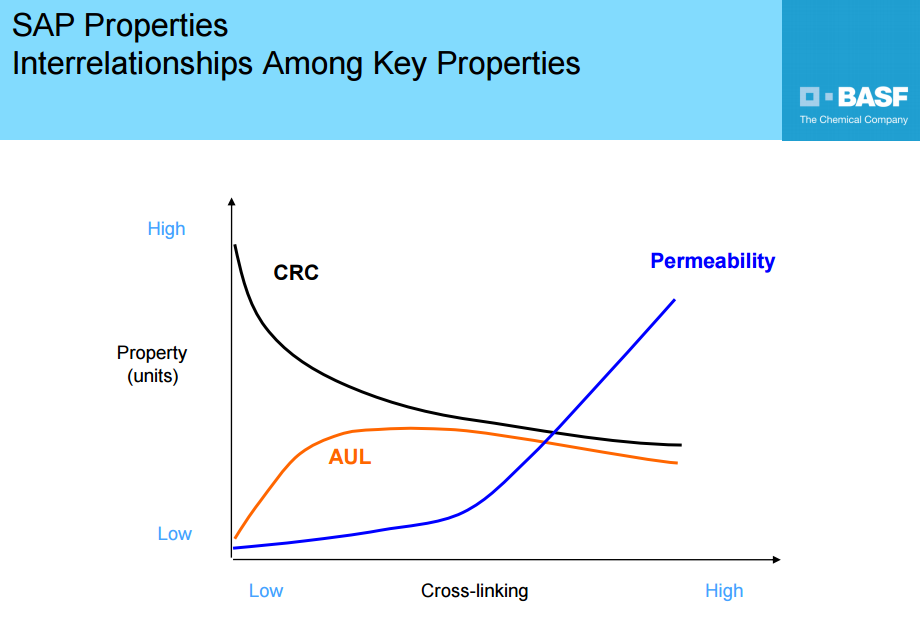 SAP Properties
Interrelationships Among Key Properties
BASF
The Chemical Company
High
CRC
Permeability
Property
(units)
AUL
Low
Low
Cross-linking
High